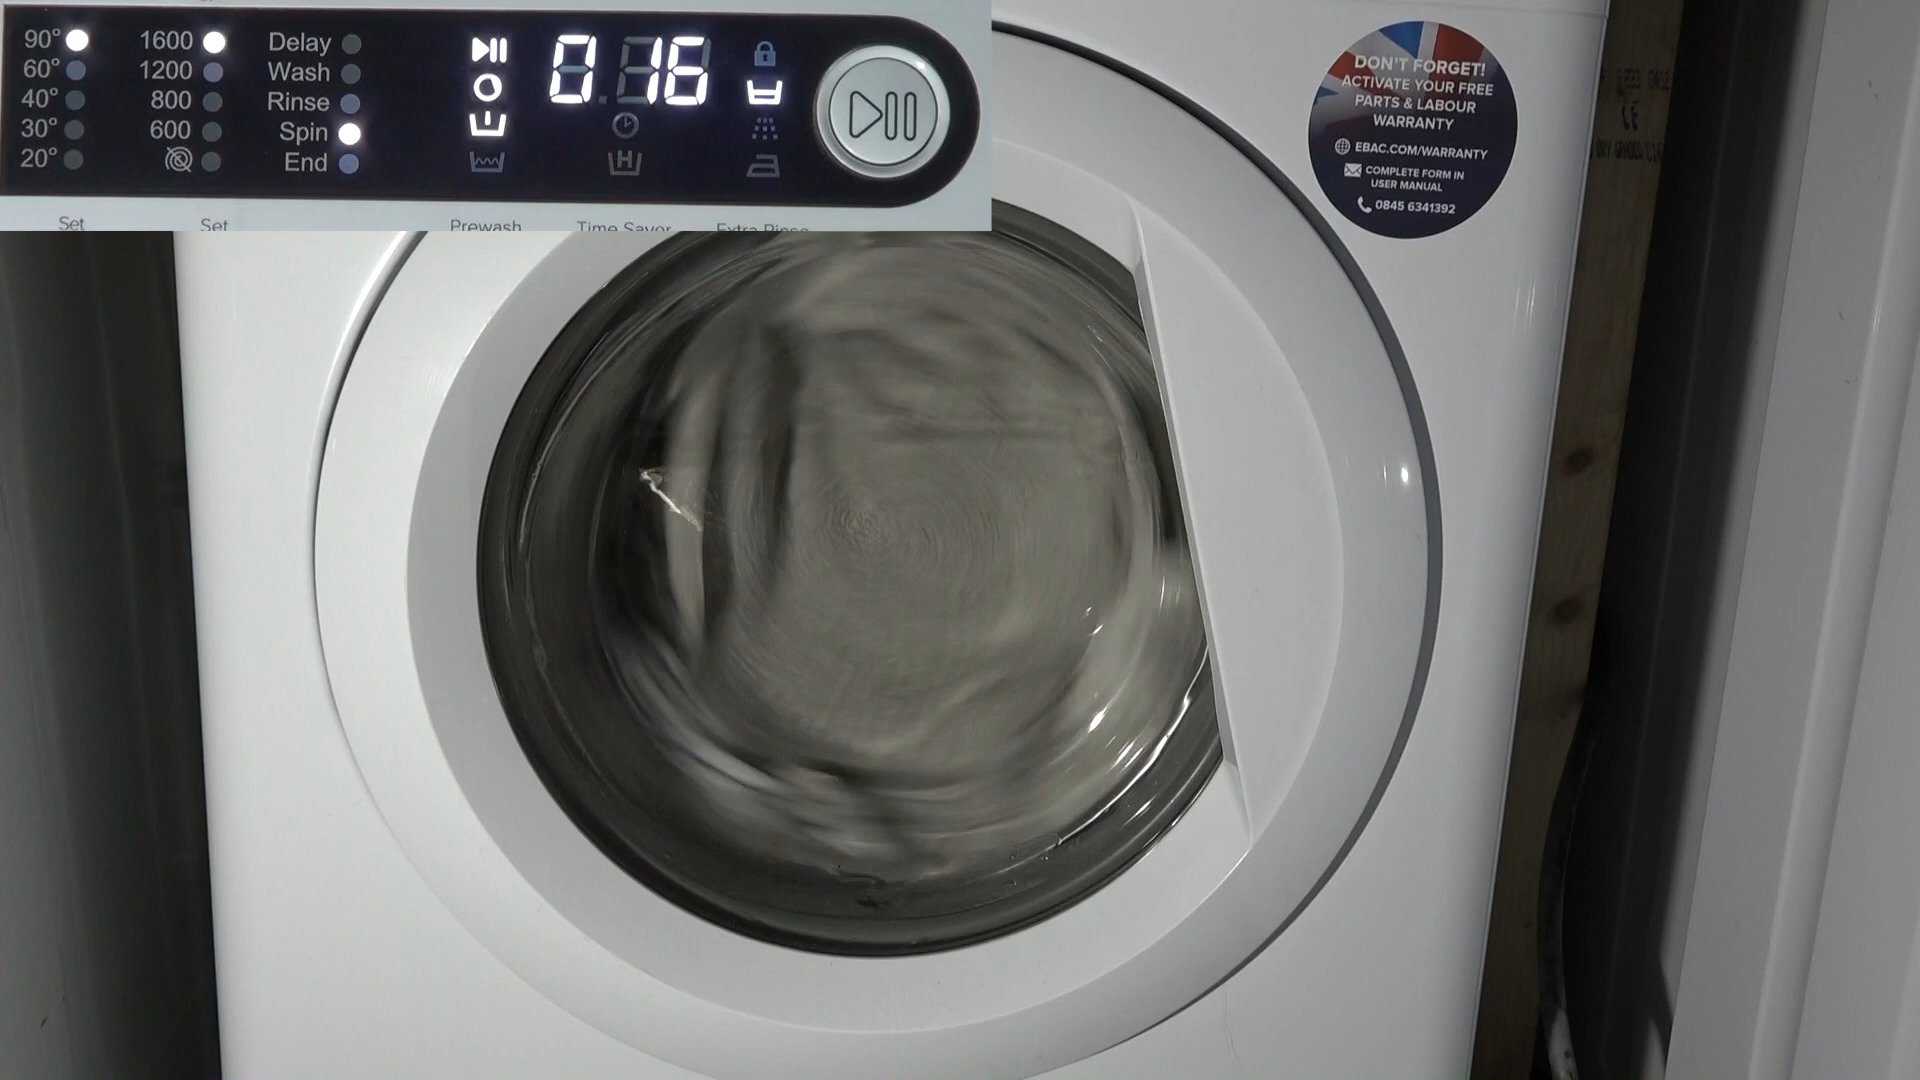 90° 1600 Delay
60° 1200 Wash
40° 800 Rinse
30° 600 Spin
20° End
0.16
H
Set Set Prewash Time Saver Extra Rinse
DON'T FORGET!
ACTIVATE YOUR FREE
PARTS & LABOUR
WARRANTY
EBAC.COM/WARRANTY
COMPLETE FORM IN
USER MANUAL
0845 6341392